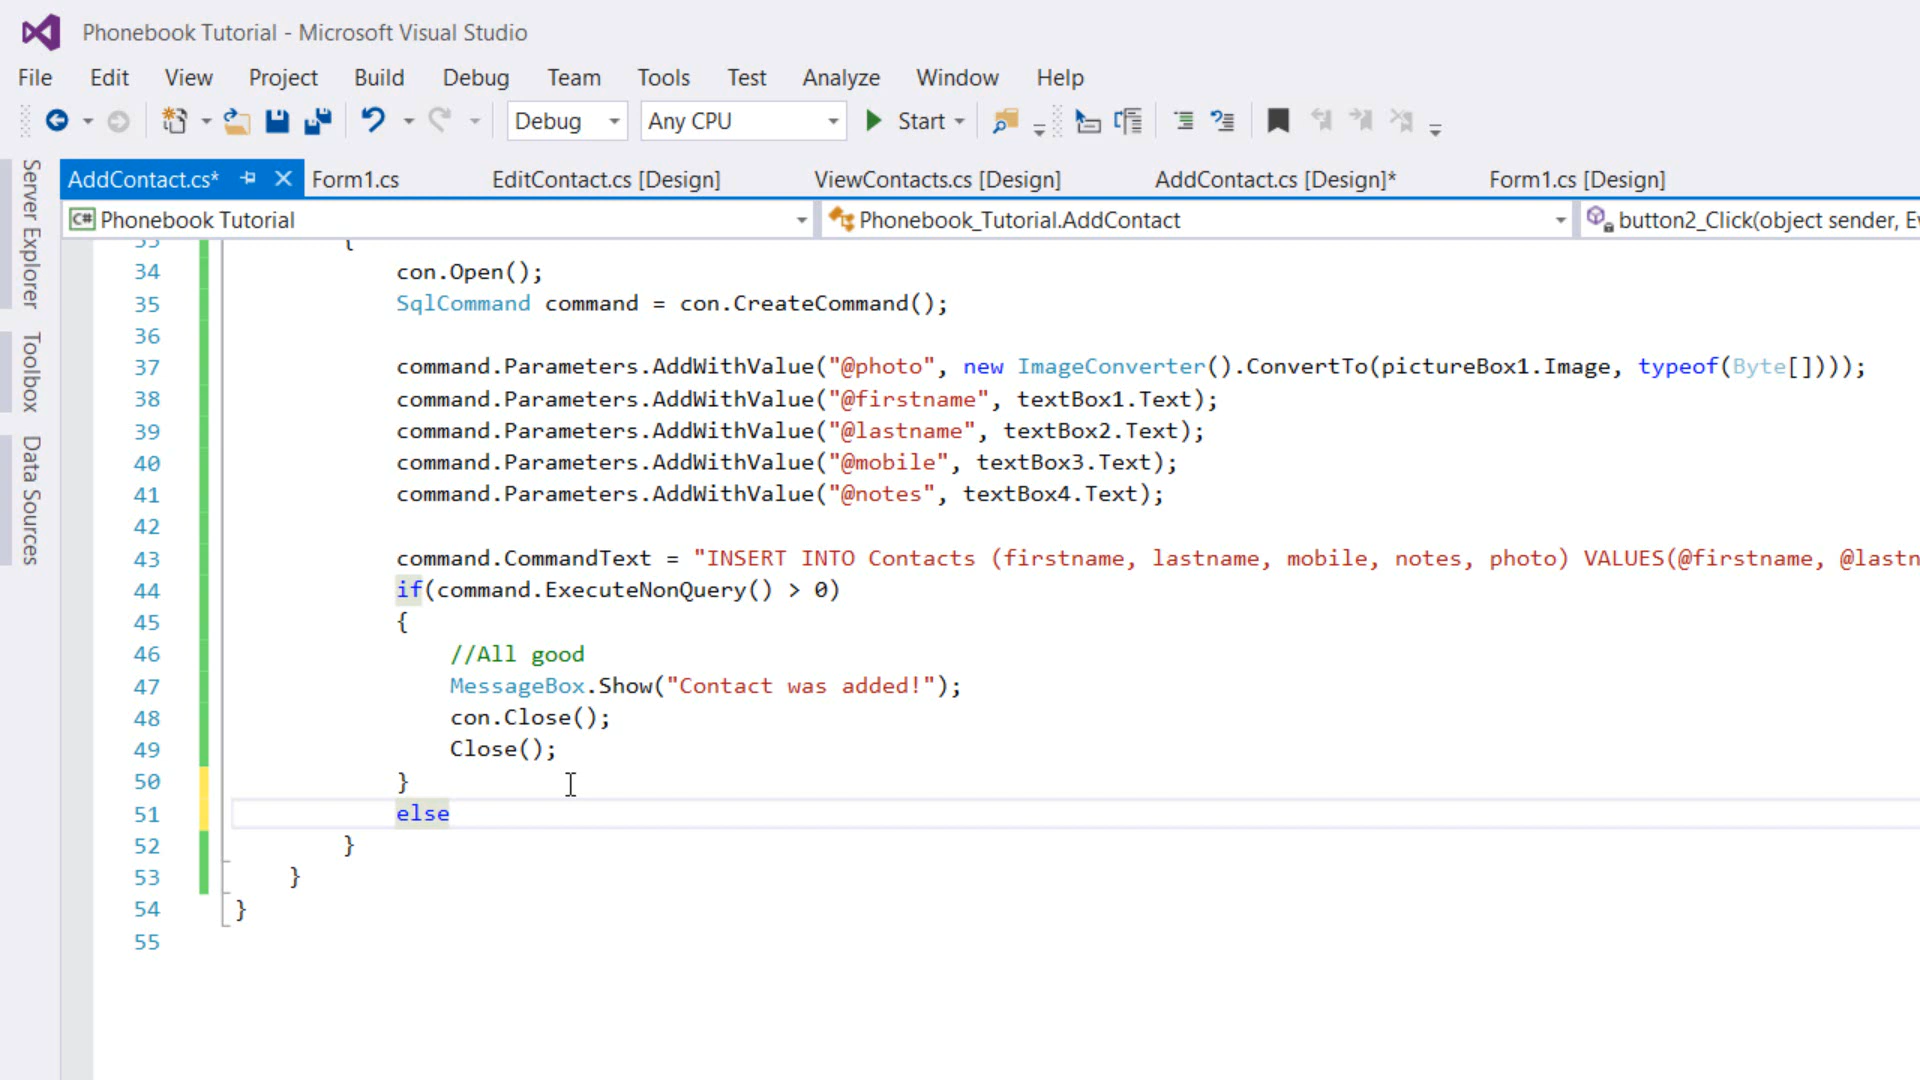 Phonebook Tutorial - Microsoft Visual Studio
File Edit View Project Build Debug Team Tools Test Analyze Window Help
Debug Any CPU Start
AddContact.cs* Form1.cs EditContact.cs [Design] ViewContacts.cs [Design] AddContact.cs [Design]* Form1.cs [Design]
C# Phonebook Tutorial Phonebook_Tutorial.AddContact button2_Click(object sender, Ev
Server Explorer
Toolbox
Data Sources
33 {
34 con.Open();
35 SqlCommand command = con.CreateCommand();
36
37 command.Parameters.AddWithValue("@photo", new ImageConverter().ConvertTo(pictureBox1.Image, typeof(Byte[])));
38 command.Parameters.AddWithValue("@firstname", textBox1.Text);
39 command.Parameters.AddWithValue("@lastname", textBox2.Text);
40 command.Parameters.AddWithValue("@mobile", textBox3.Text);
41 command.Parameters.AddWithValue("@notes", textBox4.Text);
42
43 command.CommandText = "INSERT INTO Contacts (firstname, lastname, mobile, notes, photo) VALUES(@firstname, @lastn
44 if(command.ExecuteNonQuery() > 0)
45 {
46 //All good
47 MessageBox.Show("Contact was added!");
48 con.Close();
49 Close();
50 }
51 else
52 }
53 }
54 }
55